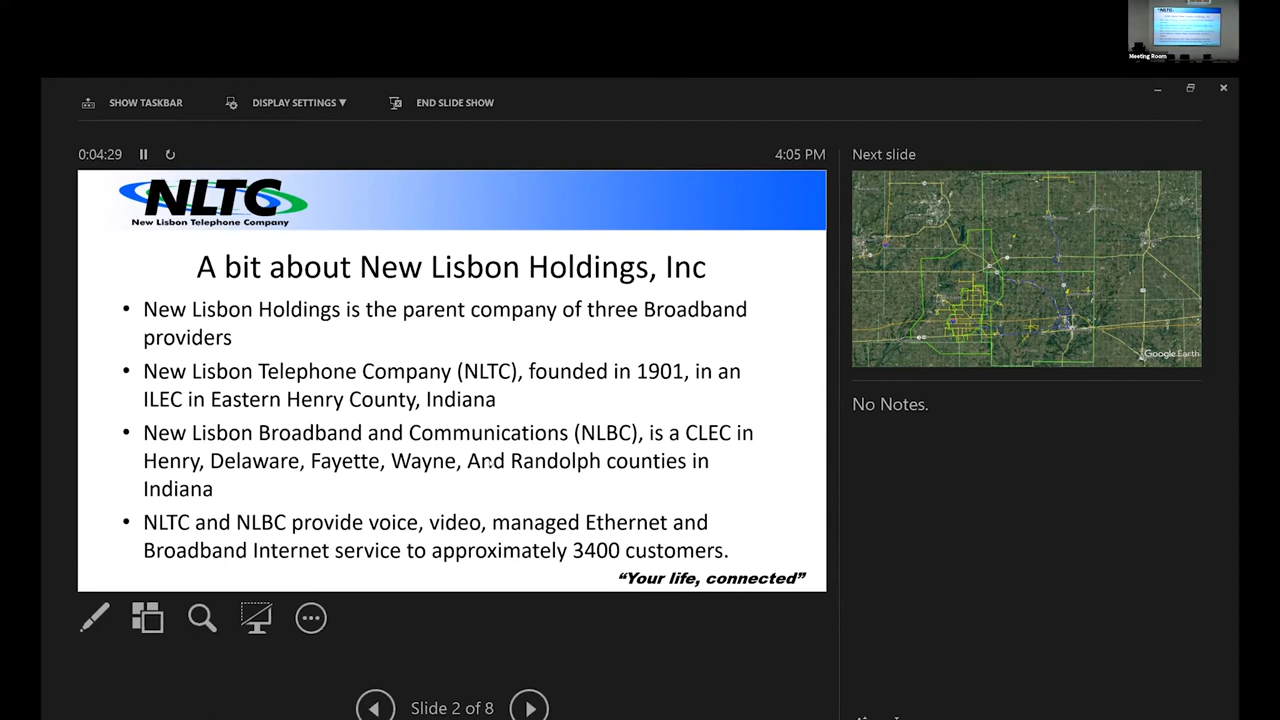 Meeting Room
SHOW TASKBAR
DISPLAY SETTINGS ▼
END SLIDE SHOW
0:04:29
4:05 PM
Next slide
NLTC
New Lisbon Telephone Company
A bit about New Lisbon Holdings, Inc
• New Lisbon Holdings is the parent company of three Broadband
providers
• New Lisbon Telephone Company (NLTC), founded in 1901, in an
ILEC in Eastern Henry County, Indiana
• New Lisbon Broadband and Communications (NLBC), is a CLEC in
Henry, Delaware, Fayette, Wayne, And Randolph counties in
Indiana
• NLTC and NLBC provide voice, video, managed Ethernet and
Broadband Internet service to approximately 3400 customers.
“Your life, connected”
Google Earth
No Notes.
Slide 2 of 8